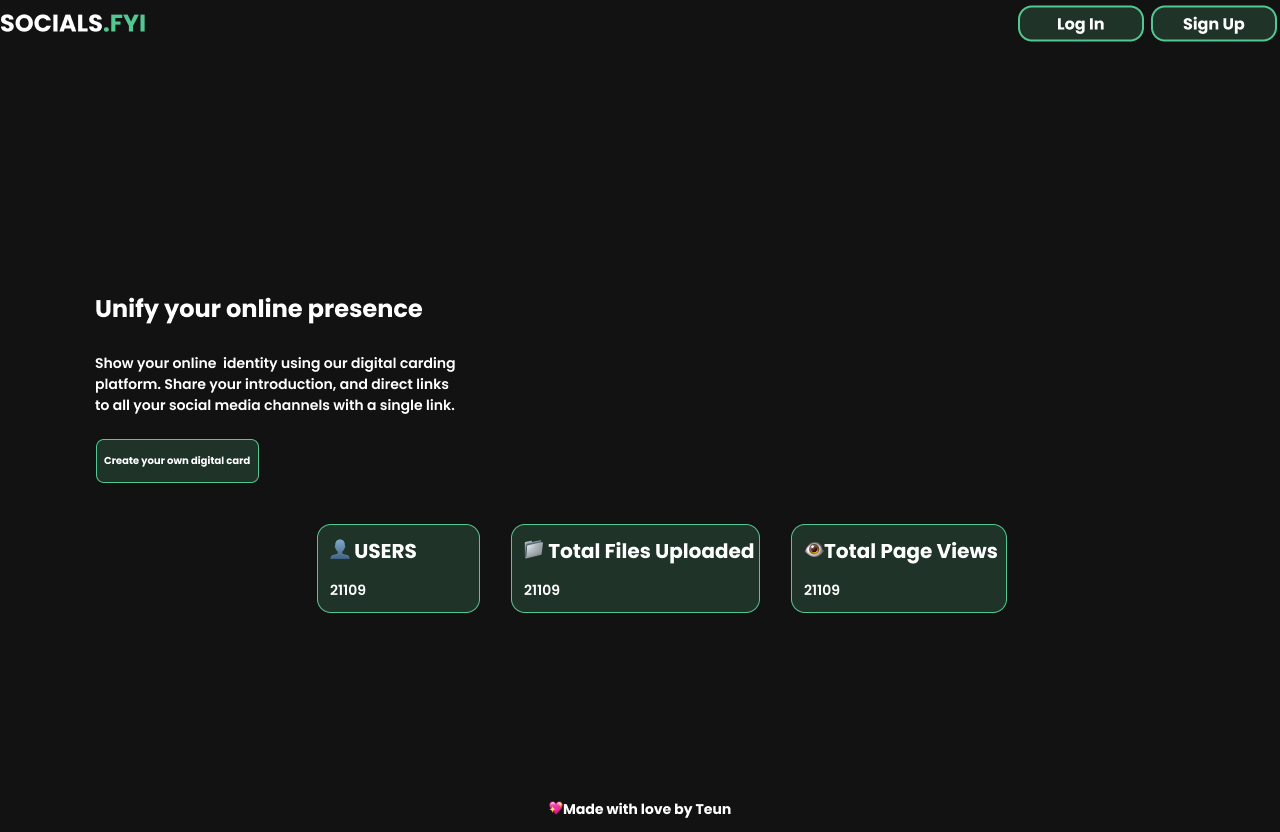 SOCIALS.FYI
Log In
Sign Up
Unify your online presence
Show your online  identity using our digital carding
platform. Share your introduction, and direct links
to all your social media channels with a single link.
Create your own digital card
👤 USERS
21109
📁 Total Files Uploaded
21109
👁️Total Page Views
21109
💖Made with love by Teun